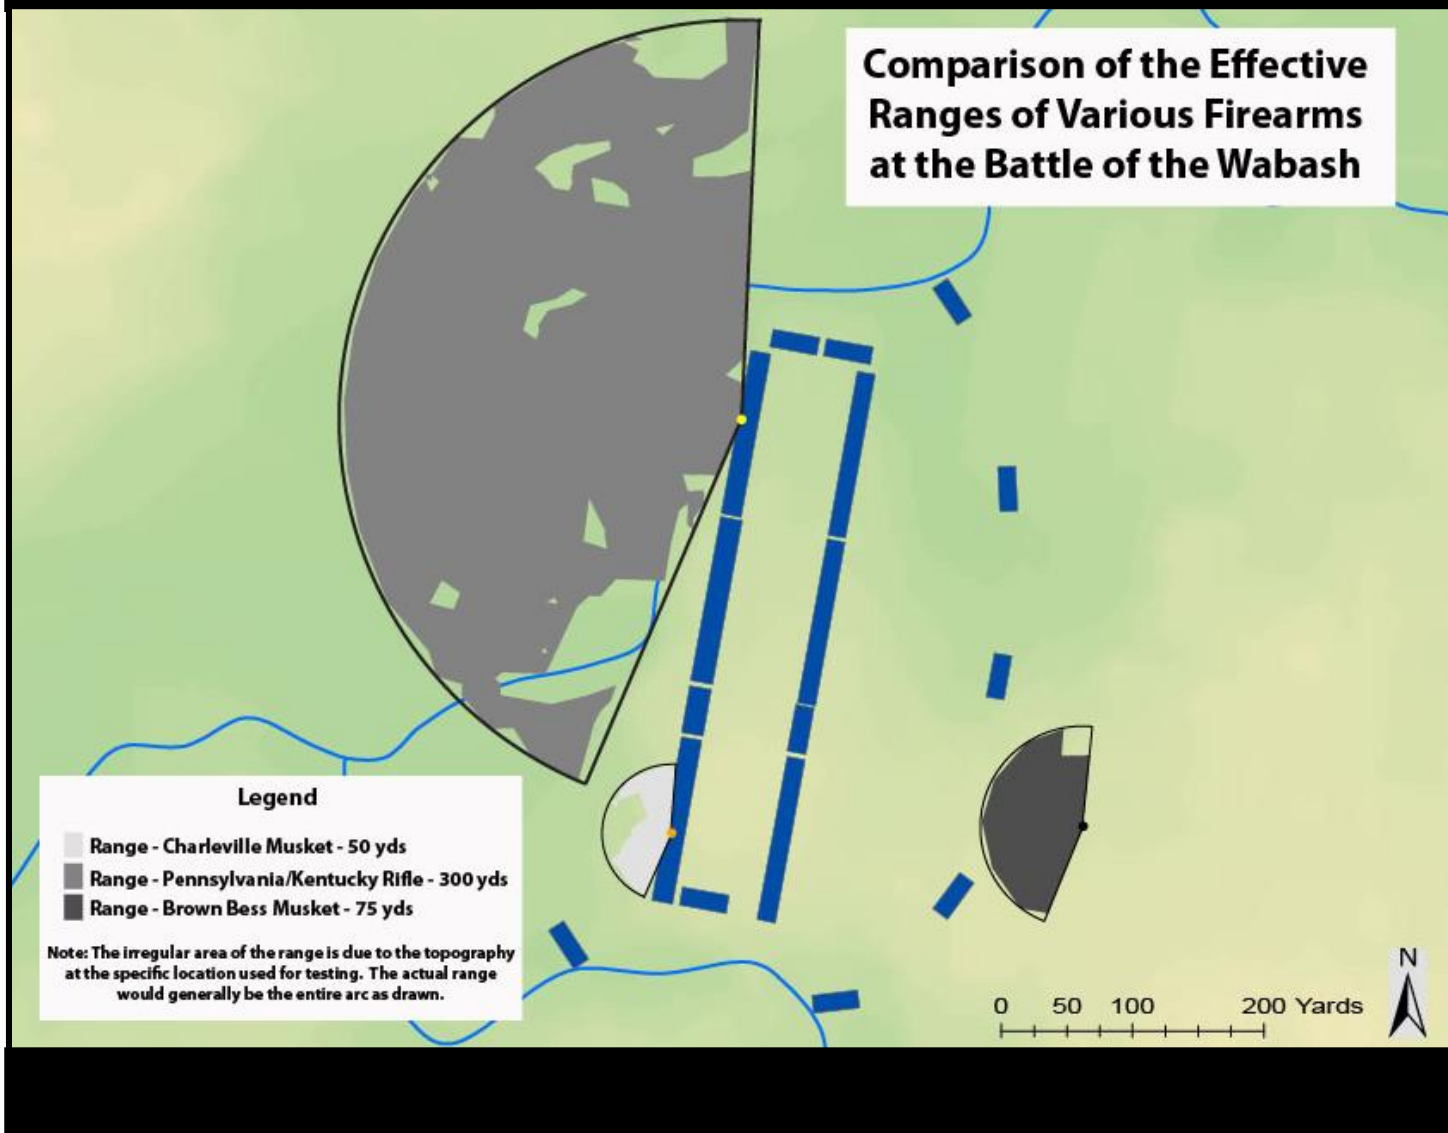 Comparison of the Effective
Ranges of Various Firearms
at the Battle of the Wabash
Legend
Range - Charleville Musket - 50 yds
Range - Pennsylvania/Kentucky Rifle - 300 yds
Range - Brown Bess Musket - 75 yds
Note: The irregular area of the range is due to the topography
at the specific location used for testing. The actual range
would generally be the entire arc as drawn.
0 50 100 200 Yards
N